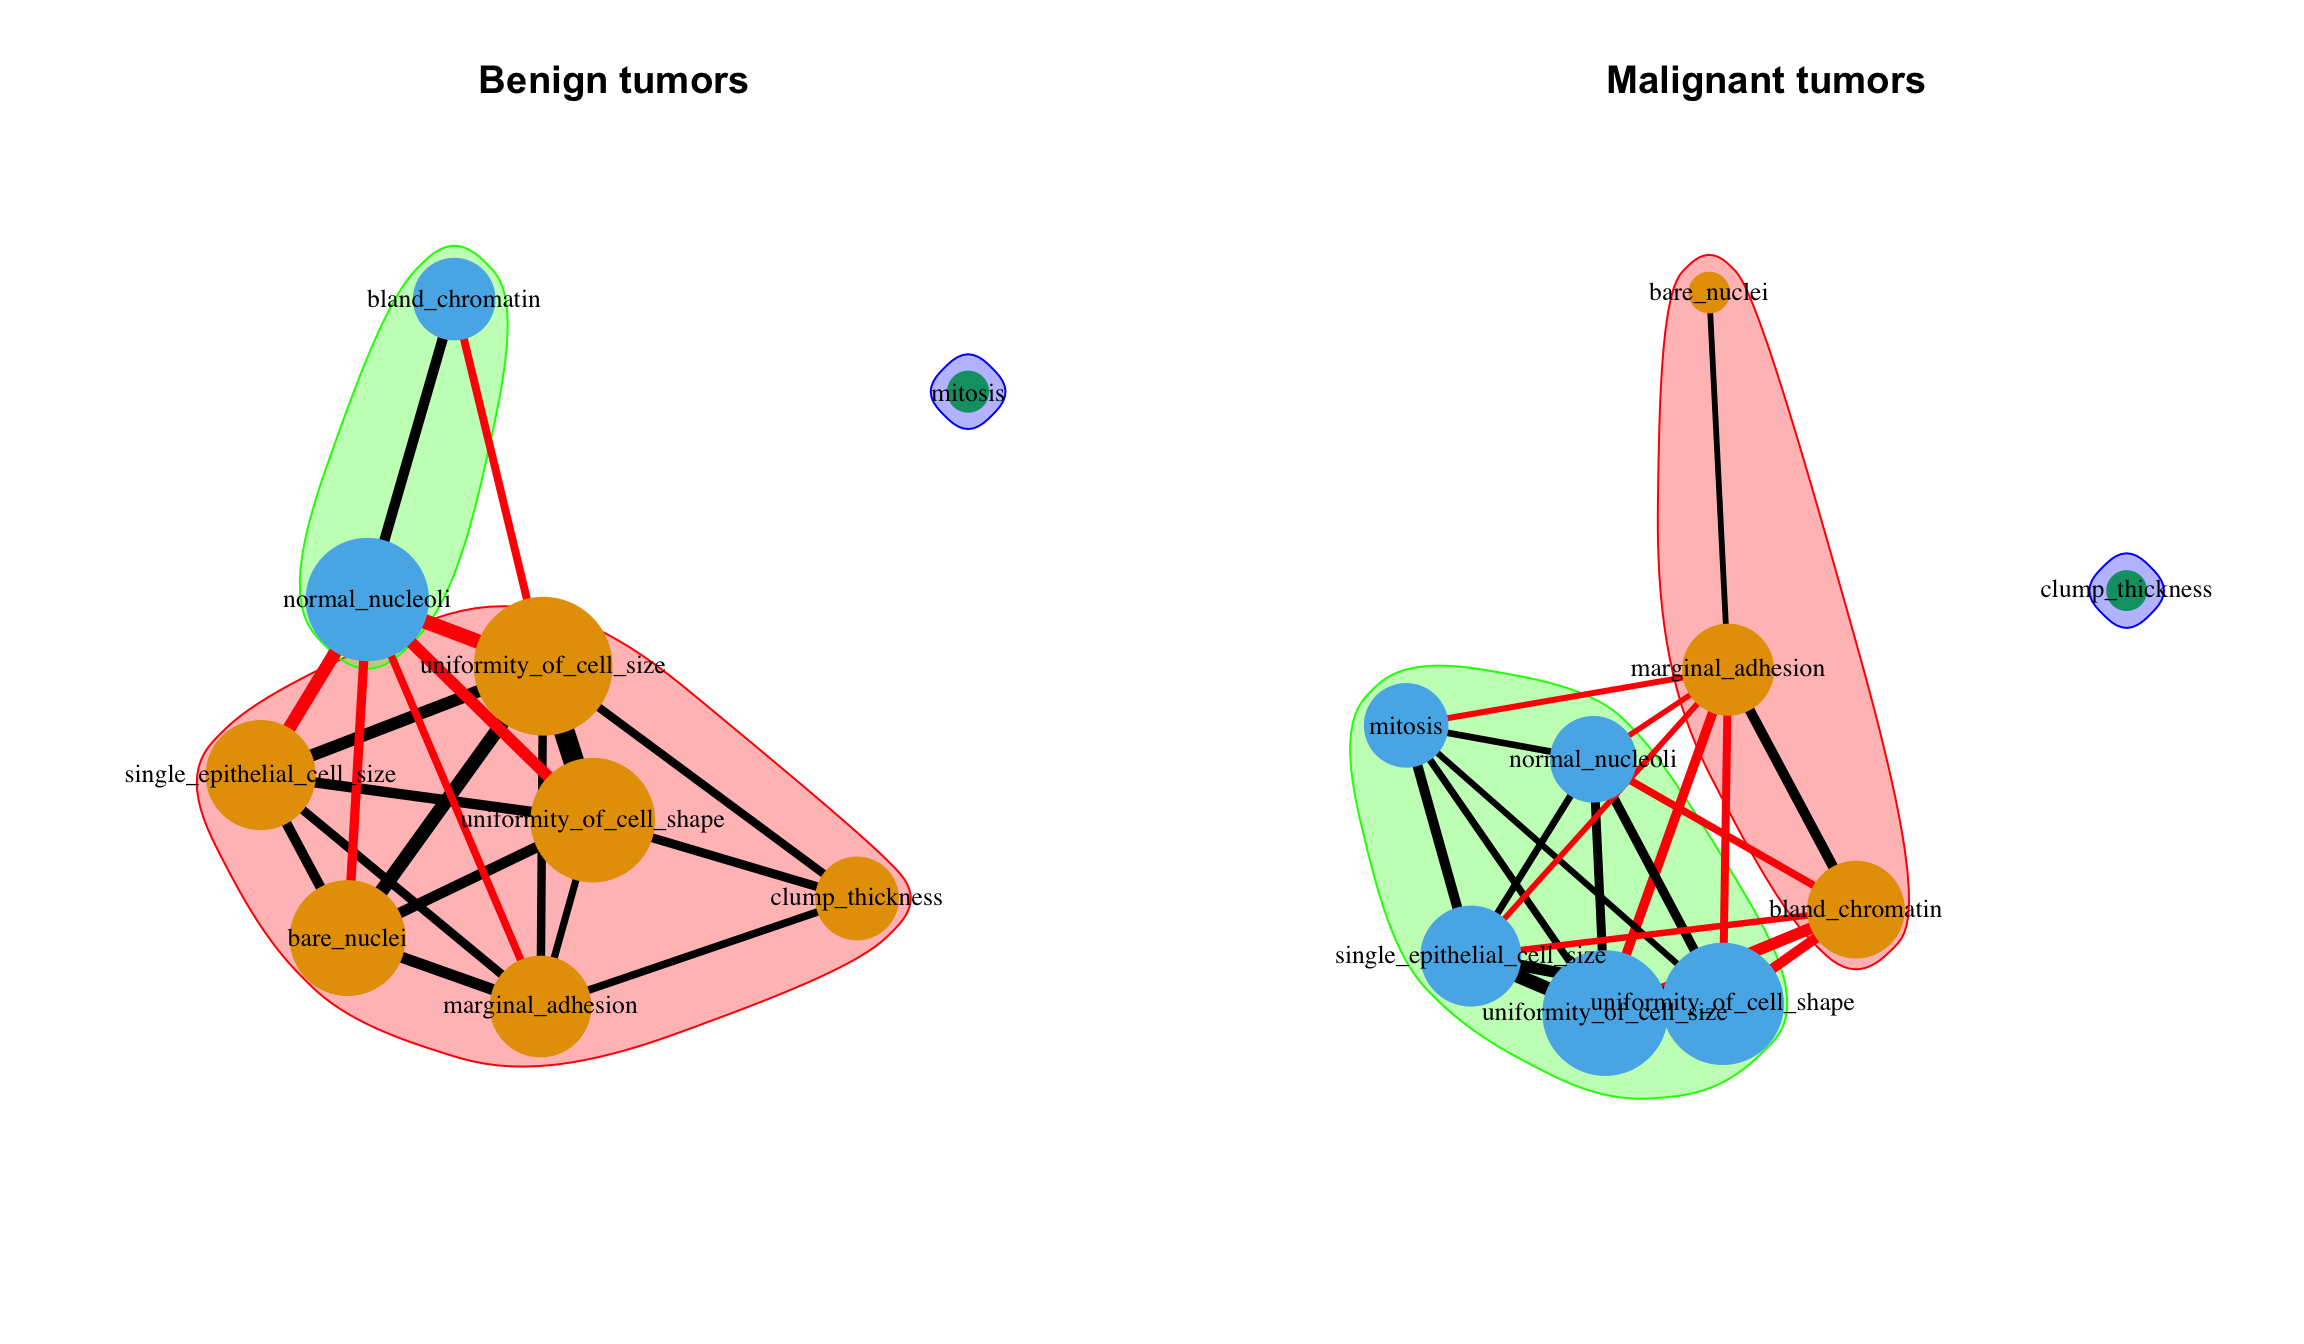 Benign tumors
bland_chromatin
mitosis
normal_nucleoli
uniformity_of_cell_size
single_epithelial_cell_size
uniformity_of_cell_shape
clump_thickness
bare_nuclei
marginal_adhesion
Malignant tumors
bare_nuclei
clump_thickness
marginal_adhesion
mitosis
normal_nucleoli
bland_chromatin
single_epithelial_cell_size
uniformity_of_cell_shape
uniformity_of_cell_size